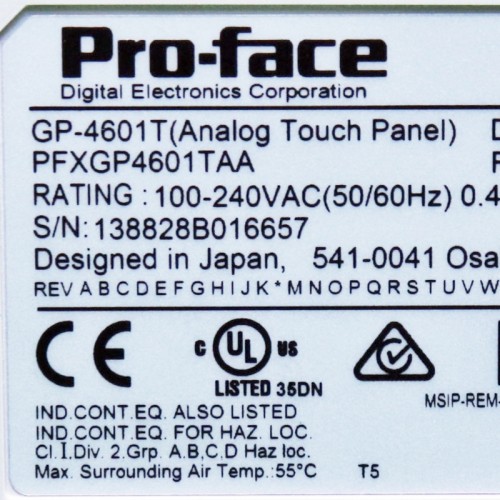 Pro-face
Digital Electronics Corporation
GP-4601T(Analog Touch Panel)
PFXGP4601TAA
RATING : 100-240VAC(50/60Hz) 0.4
S/N: 138828B016657
Designed in Japan, 541-0041 Osa
REV A B C D E F G H I J K * M N O P Q R S T U V W
CE
C UL US
LISTED 35DN
MSIP-REM-
IND.CONT.EQ. ALSO LISTED
IND.CONT.EQ. FOR HAZ. LOC.
Cl.I,Div. 2.Grp. A,B,C,D Haz loc.
Max. Surrounding Air Temp.:55°C T5